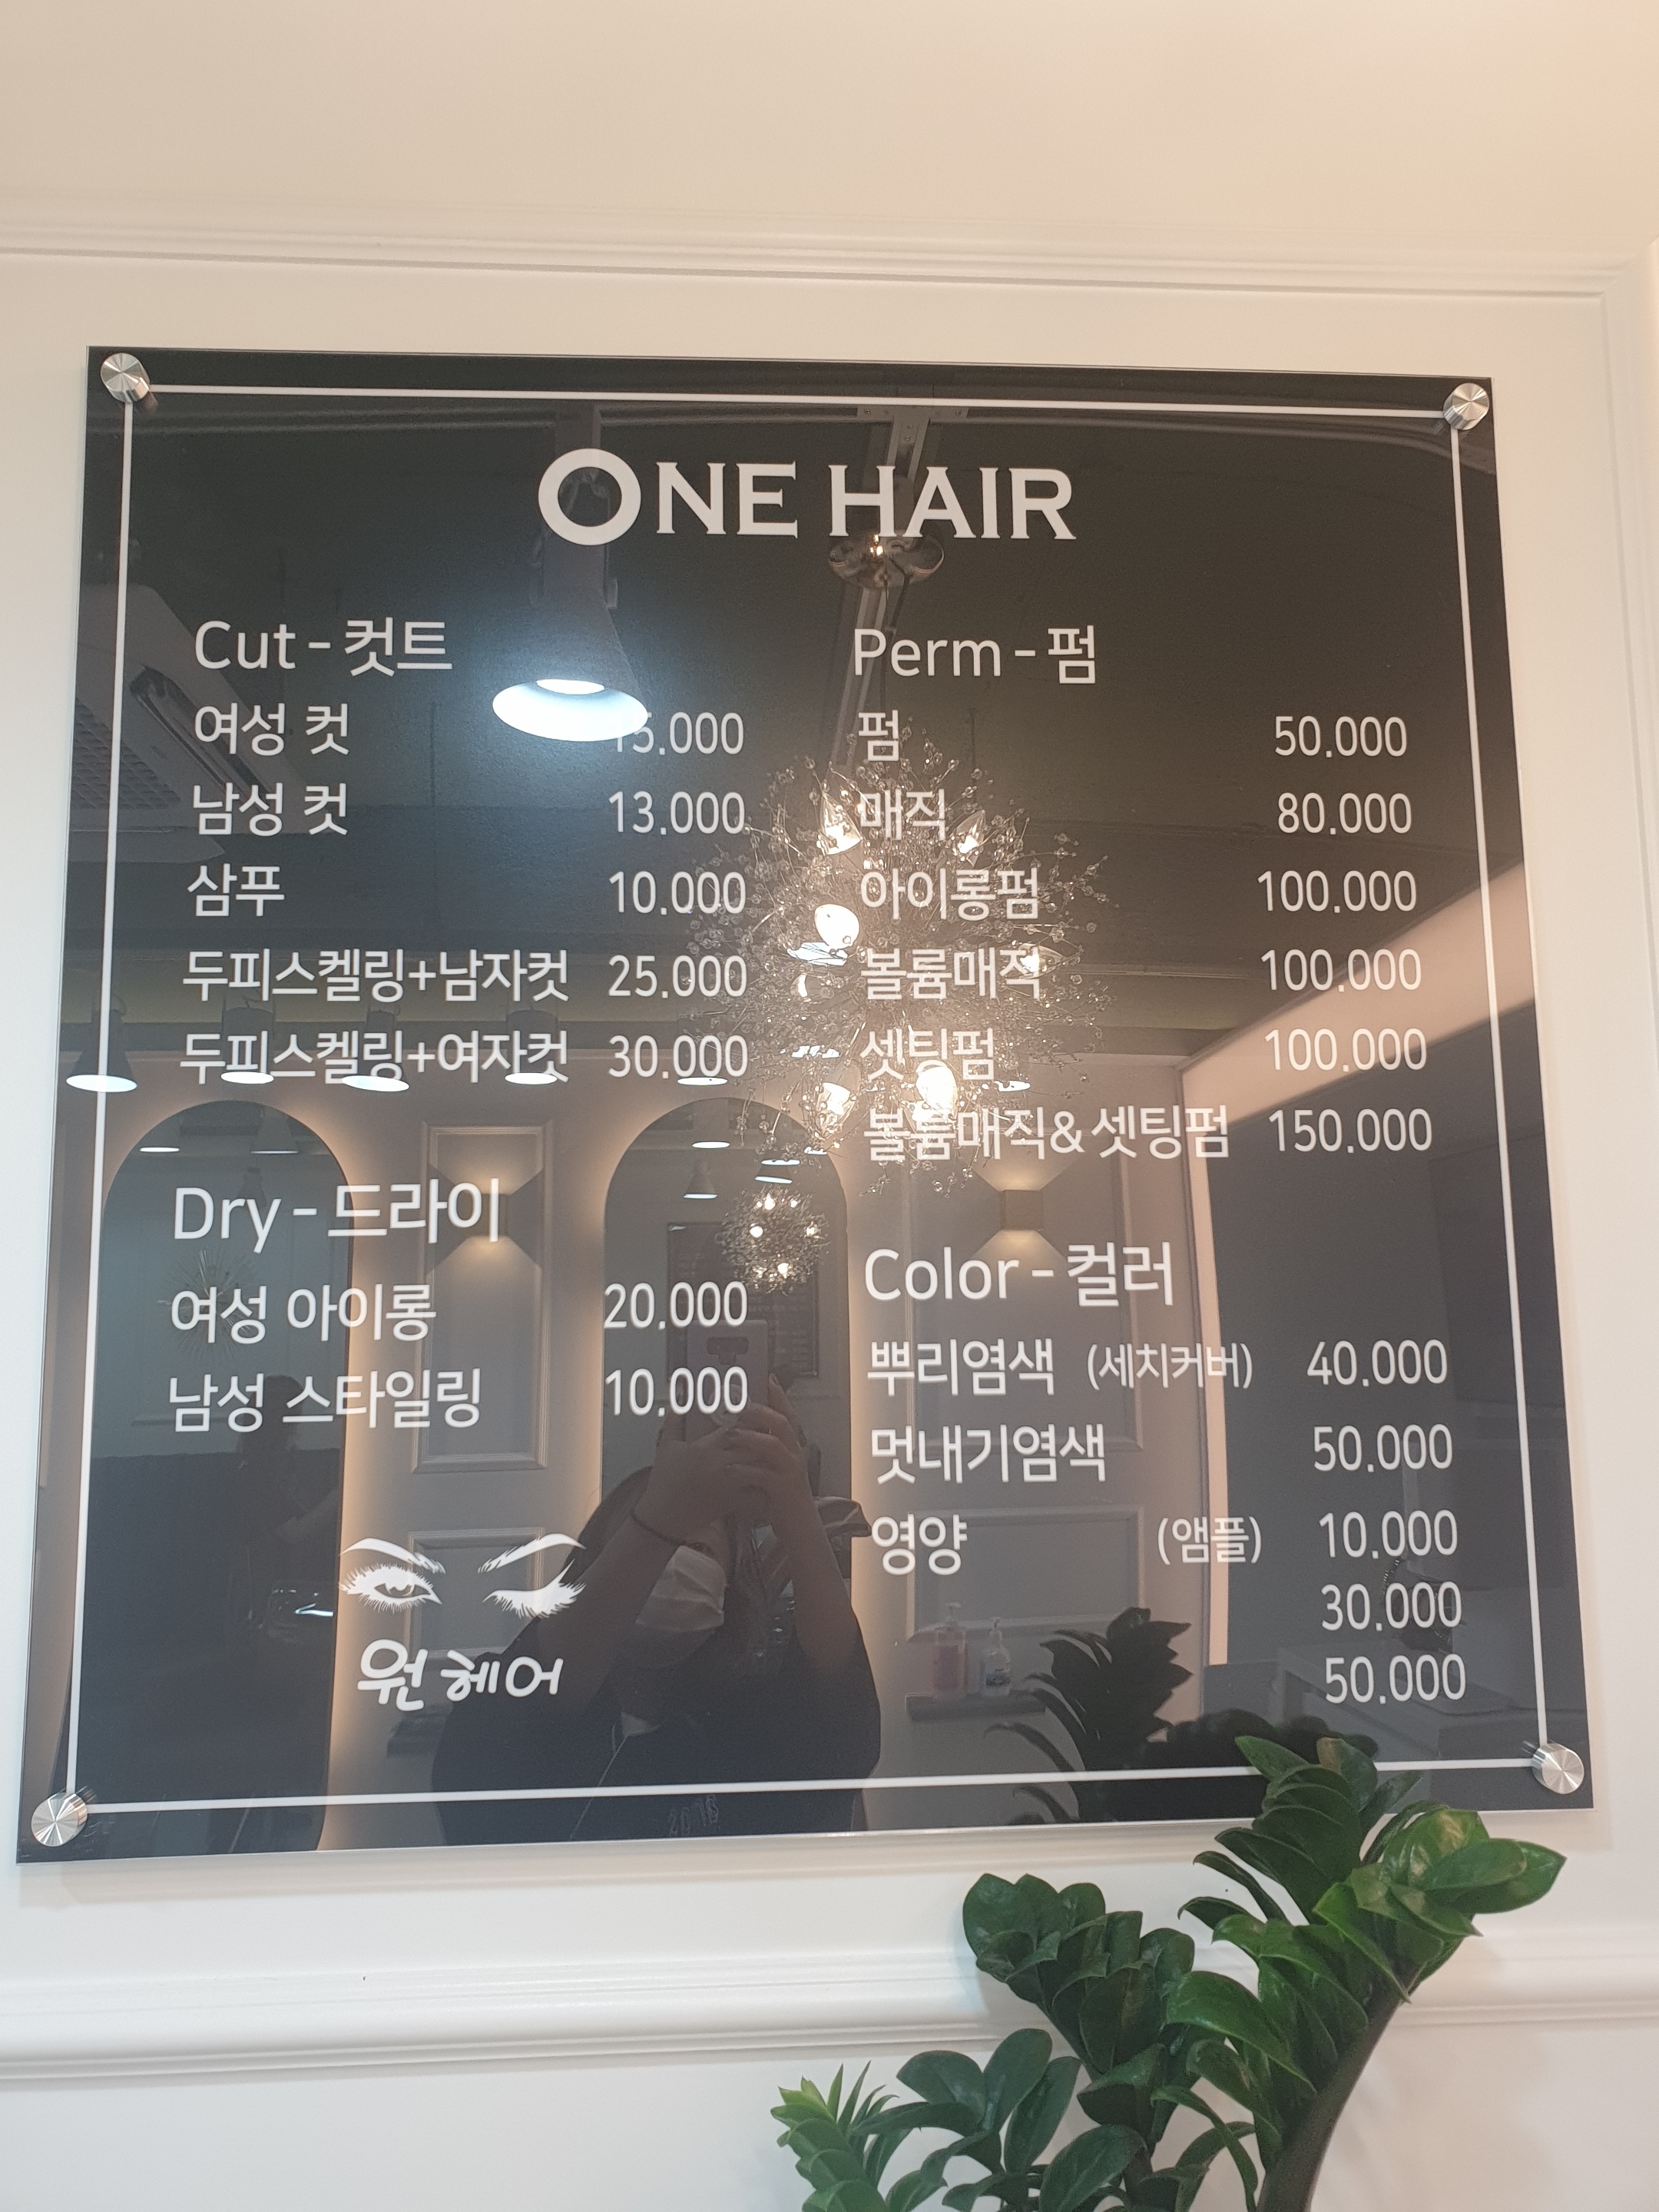 ONE HAIR
Cut - 컷트
여성 컷 15.000
남성 컷 13.000
삼푸 10.000
두피스켈링+남자컷 25.000
두피스켈링+여자컷 30.000
Dry - 드라이
여성 아이롱 20.000
남성 스타일링 10.000
원헤어
Perm - 펌
펌 50.000
매직 80.000
아이롱펌 100.000
볼륨매직 100.000
셋팅펌 100.000
볼륨매직&셋팅펌 150.000
Color - 컬러
뿌리염색 (세치커버) 40.000
멋내기염색 50.000
영양 (앰플) 10.000
30.000
50.000